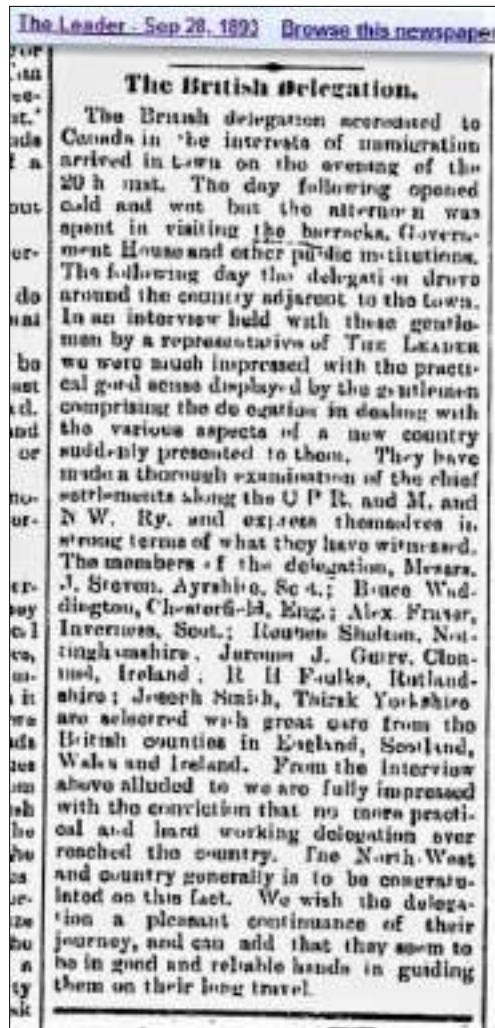 The Leader - Sep 28, 1893 Browse this newspaper
The British Delegation.
The British delegation accredited to
Canada in the interests of immigration
arrived in town on the evening of the
20 h inst. The day following opened
cold and wet but the afternoon was
spent in visiting the barracks, Govern-
ment House and other public institutions.
The following day the delegation drove
around the country adjacent to the town.
In an interview held with these gentle-
men by a representative of THE LEADER
we were much impressed with the practi-
cal good sense displayed by the gentlemen
comprising the delegation in dealing with
the various aspects of a new country
suddenly presented to them. They have
made a thorough examination of the chief
settlements along the C P R. and M. and
N W. Ry. and express themselves in
strong terms of what they have witnessed.
The members of the delegation, Messrs.
J. Steven, Ayrshire, Scot.; Bruce Wad-
dington, Chesterfield, Eng.; Alex Fraser,
Inverness, Scot.; Reuben Shelton, Not-
tinghamshire, Jerome J. Guiry, Clon-
mel, Ireland; R H Faulks, Rutland-
shire; Joseph Smith, Thirsk Yorkshire
are selected with great care from the
British counties in England, Scotland,
Wales and Ireland. From the interview
above alluded to we are fully impressed
with the conviction that no more practi-
cal and hard working delegation ever
reached the country. The North-West
and country generally is to be congratu-
lated on this fact. We wish the delega-
tion a pleasant continuance of their
journey, and can add that they seem to
be in good and reliable hands in guiding
them on their long travel.